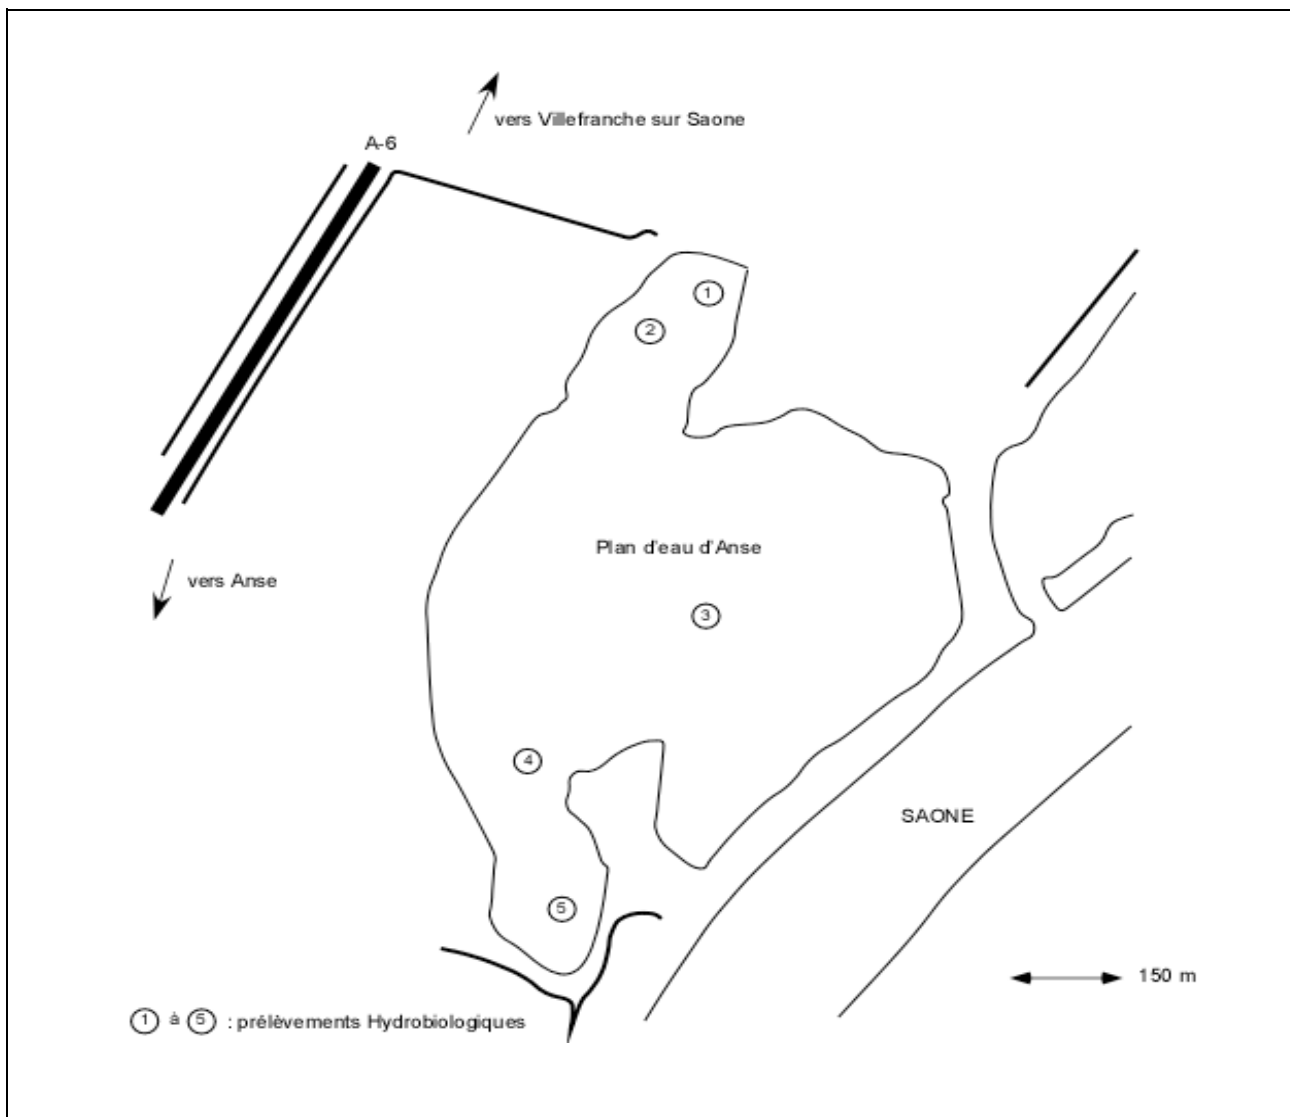 vers Villefranche sur Saone
A-6
1
2
Plan d'eau d'Anse
vers Anse
3
4
SAONE
5
150 m
1 à 5 : prélèvements Hydrobiologiques